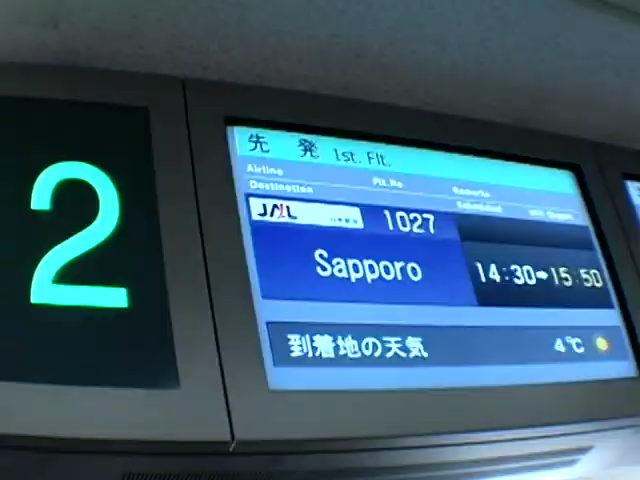 2
先 発 1st. Flt.
Airline
Destination Flt.No Remarks
Scheduled
JAL 1027
Sapporo 14:30➡15:50
到着地の天気 4℃